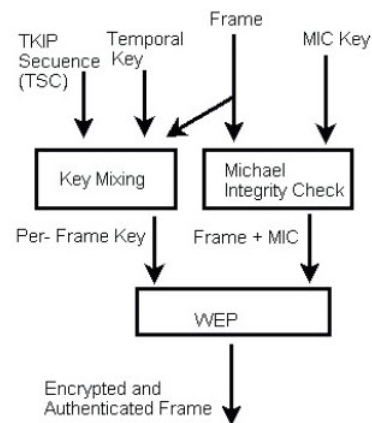 TKIP
Secuence
(TSC)
Temporal
Key
Frame
MIC Key
Key Mixing
Michael
Integrity Check
Per- Frame Key
Frame + MIC
WEP
Encrypted and
Authenticated Frame